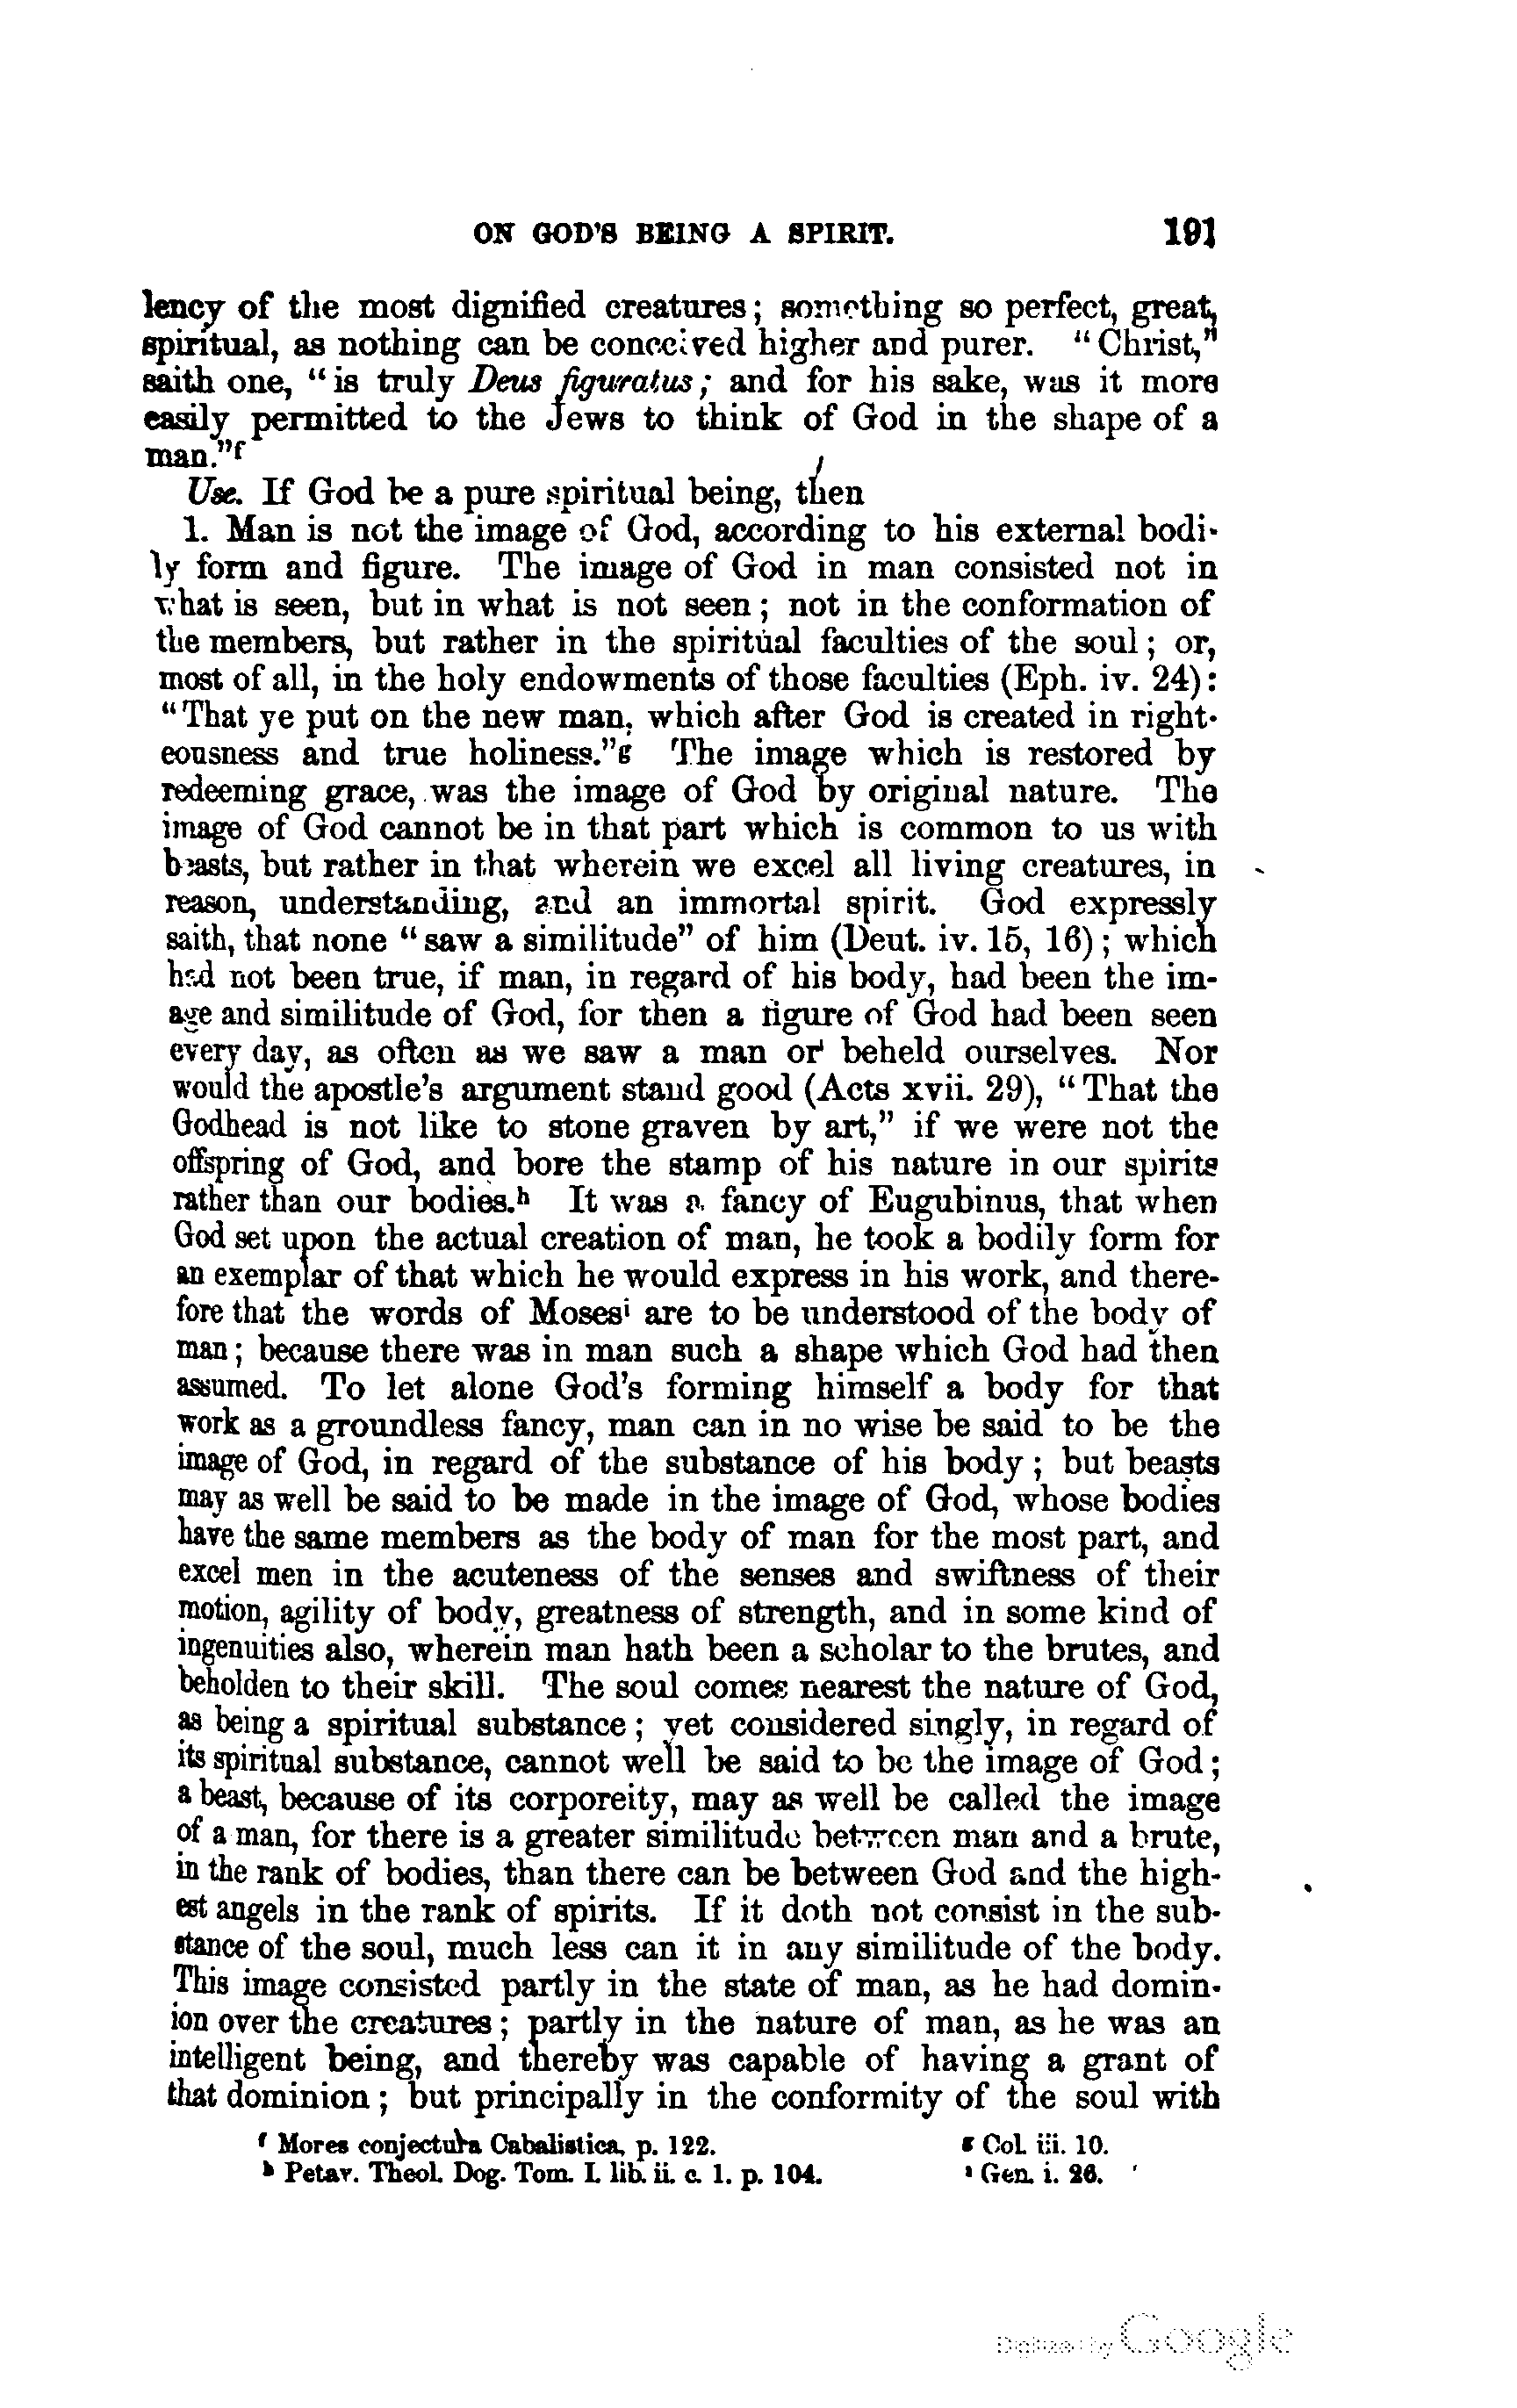 ON GOD'S BEING A SPIRIT. 191
lency of the most dignified creatures; something so perfect, great,
spiritual, as nothing can be conceived higher and purer. "Christ,"
saith one, "is truly Deus figuratus; and for his sake, was it more
easily permitted to the Jews to think of God in the shape of a
man."f
Use. If God be a pure spiritual being, then
1. Man is not the image of God, according to his external bodi-
ly form and figure. The image of God in man consisted not in
what is seen, but in what is not seen; not in the conformation of
the members, but rather in the spiritual faculties of the soul; or,
most of all, in the holy endowments of those faculties (Eph. iv. 24):
"That ye put on the new man, which after God is created in right-
eousness and true holiness."g The image which is restored by
redeeming grace, was the image of God by original nature. The
image of God cannot be in that part which is common to us with
beasts, but rather in that wherein we excel all living creatures, in
reason, understanding, and an immortal spirit. God expressly
saith, that none "saw a similitude" of him (Deut. iv. 15, 16); which
had not been true, if man, in regard of his body, had been the im-
age and similitude of God, for then a figure of God had been seen
every day, as often as we saw a man or beheld ourselves. Nor
would the apostle's argument stand good (Acts xvii. 29), "That the
Godhead is not like to stone graven by art," if we were not the
offspring of God, and bore the stamp of his nature in our spirits
rather than our bodies.h It was a fancy of Eugubinus, that when
God set upon the actual creation of man, he took a bodily form for
an exemplar of that which he would express in his work, and there-
fore that the words of Mosesi are to be understood of the body of
man; because there was in man such a shape which God had then
assumed. To let alone God's forming himself a body for that
work as a groundless fancy, man can in no wise be said to be the
image of God, in regard of the substance of his body; but beasts
may as well be said to be made in the image of God, whose bodies
have the same members as the body of man for the most part, and
excel men in the acuteness of the senses and swiftness of their
motion, agility of body, greatness of strength, and in some kind of
ingenuities also, wherein man hath been a scholar to the brutes, and
beholden to their skill. The soul comes nearest the nature of God,
as being a spiritual substance; yet considered singly, in regard of
its spiritual substance, cannot well be said to be the image of God;
a beast, because of its corporeity, may as well be called the image
of a man, for there is a greater similitude between man and a brute,
in the rank of bodies, than there can be between God and the high-
est angels in the rank of spirits. If it doth not consist in the sub-
stance of the soul, much less can it in any similitude of the body.
This image consisted partly in the state of man, as he had domin-
ion over the creatures; partly in the nature of man, as he was an
intelligent being, and thereby was capable of having a grant of
that dominion; but principally in the conformity of the soul with
f Mores conjectura Cabalistica, p. 122. g Col. iii. 10.
h Petav. Theol. Dog. Tom. I. lib. ii. c. 1. p. 104. i Gen. i. 26.
Digitized by Google